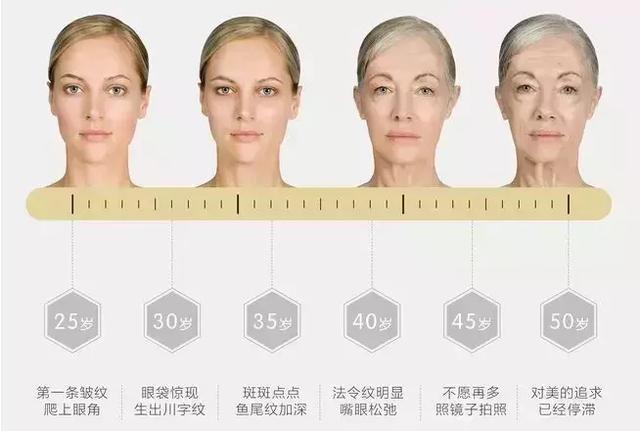 25岁
30岁
35岁
40岁
45岁
50岁
第一条皱纹
爬上眼角
眼袋惊现
生出川字纹
斑斑点点
鱼尾纹加深
法令纹明显
嘴眼松弛
不愿再多
照镜子拍照
对美的追求
已经停滞